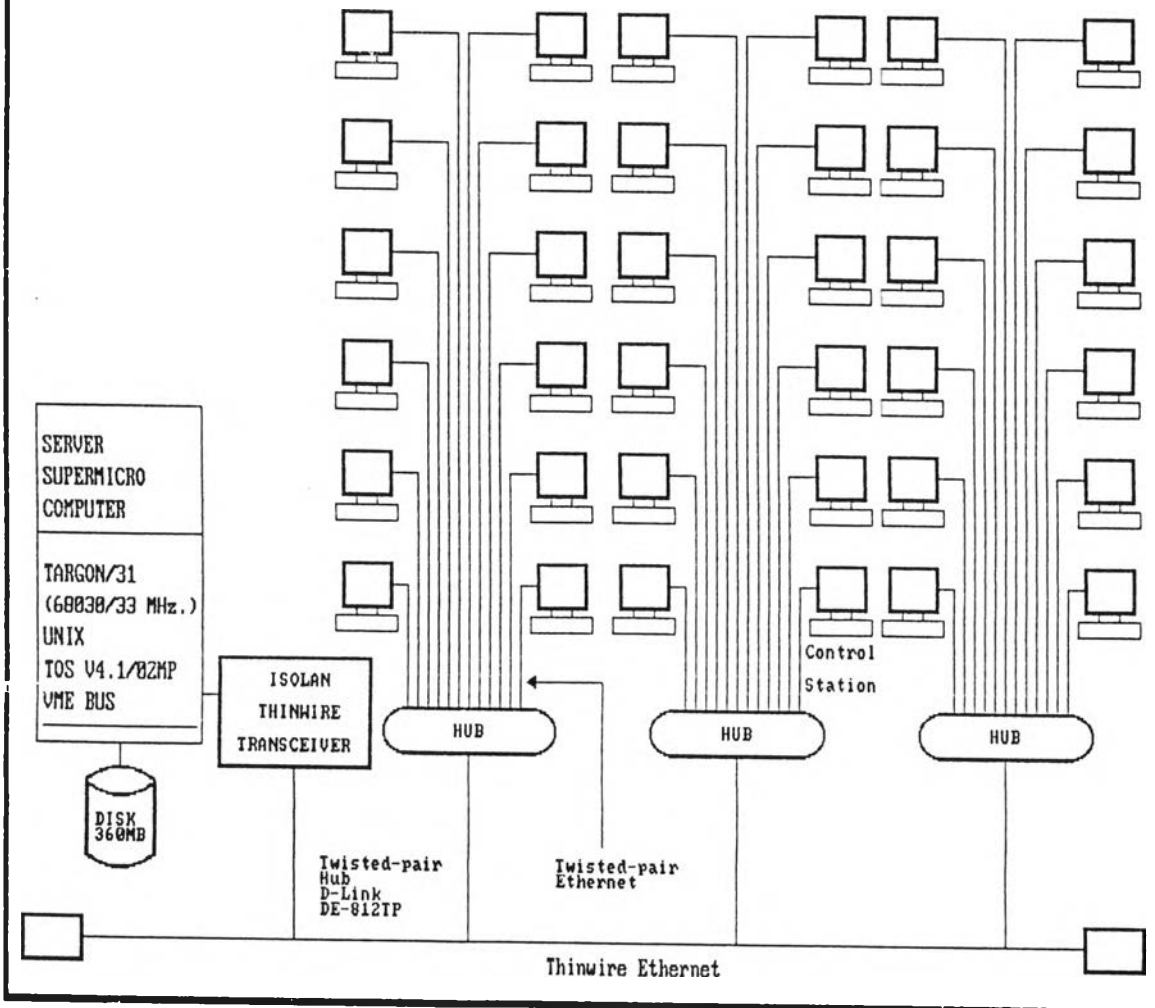 SERVER
SUPERMICRO
COMPUTER
TARGON/31
(68030/33 MHz.)
UNIX
TOS V4.1/02MP
VME BUS
DISK
360MB
ISOLAN
THINWIRE
TRANSCEIVER
HUB
HUB
HUB
Control
Station
Twisted-pair
Hub
D-Link
DE-812TP
Twisted-pair
Ethernet
Thinwire Ethernet